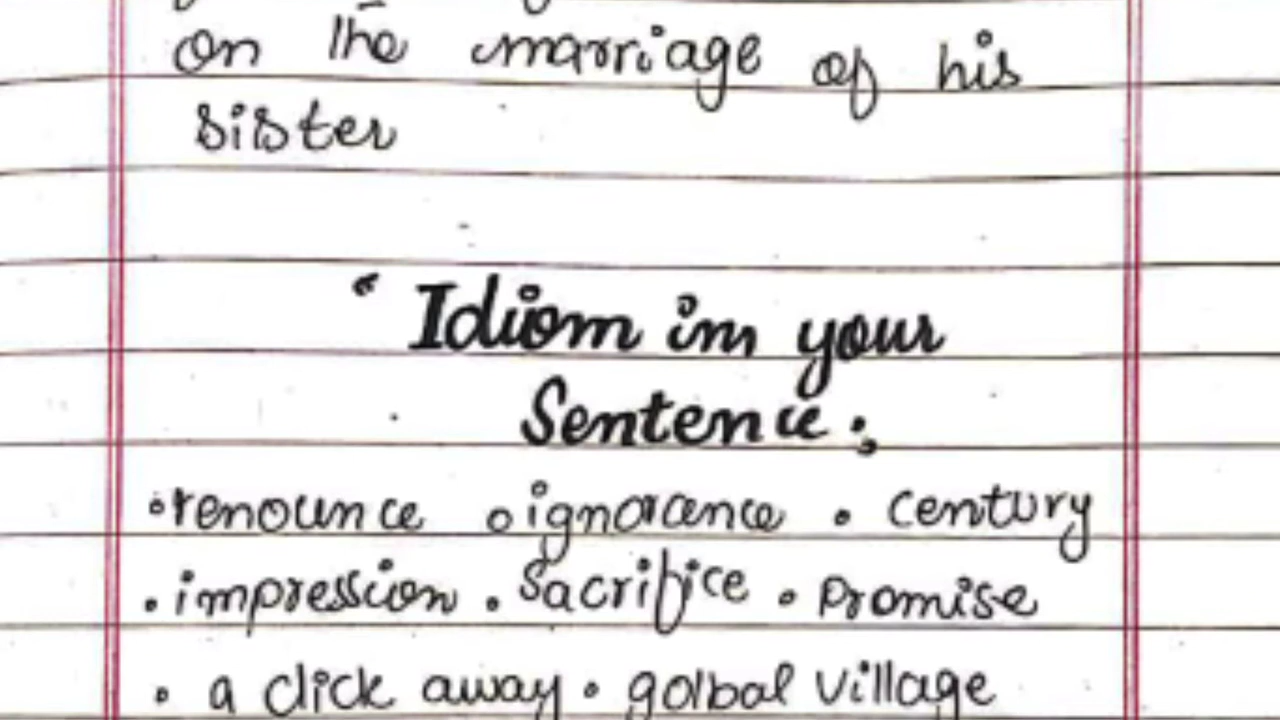 on the marriage of his
sister
" Idiom in your
Sentence :
• renounce • ignorance • century
• impression • Sacrifice • Promise
• a click away • golbal village